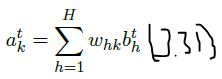 a_k^t = \sum_{h=1}^{H} w_{hk} b_h^t (3.31)